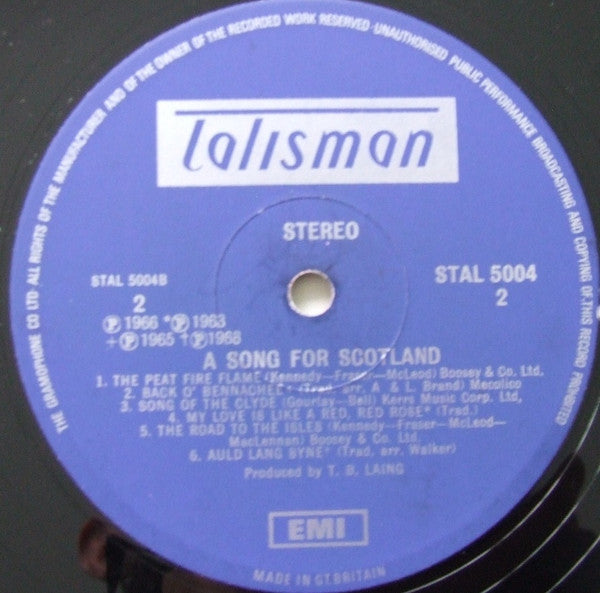 THE GRAMOPHONE CO LTD. ALL RIGHTS OF THE MANUFACTURER AND OF THE OWNER OF THE RECORDED WORK RESERVED · UNAUTHORISED PUBLIC PERFORMANCE BROADCASTING AND COPYING OF THIS RECORD PROHIBITED
Talisman
STEREO
STAL 5004B
2
STAL 5004
2
℗1966 *℗1963
+℗1965 †℗1968
A SONG FOR SCOTLAND
1. THE PEAT FIRE FLAME (Kennedy-Fraser-McLeod) Boosey & Co. Ltd.
2. BACK O' BENNACHEE (Trad. arr. A & L. Brand) Mecolico
3. SONG OF THE CLYDE (Gourlay-Bell) Kerrs Music Corp. Ltd,
4. MY LOVE IS LIKE A RED, RED ROSE* (Trad.)
5. THE ROAD TO THE ISLES (Kennedy-Fraser-McLeod-
MacLennan) Boosey & Co. Ltd.
6. AULD LANG SYNE* (Trad, arr. Walker)
Produced by T. B. LAING
EMI
MADE IN GT. BRITAIN